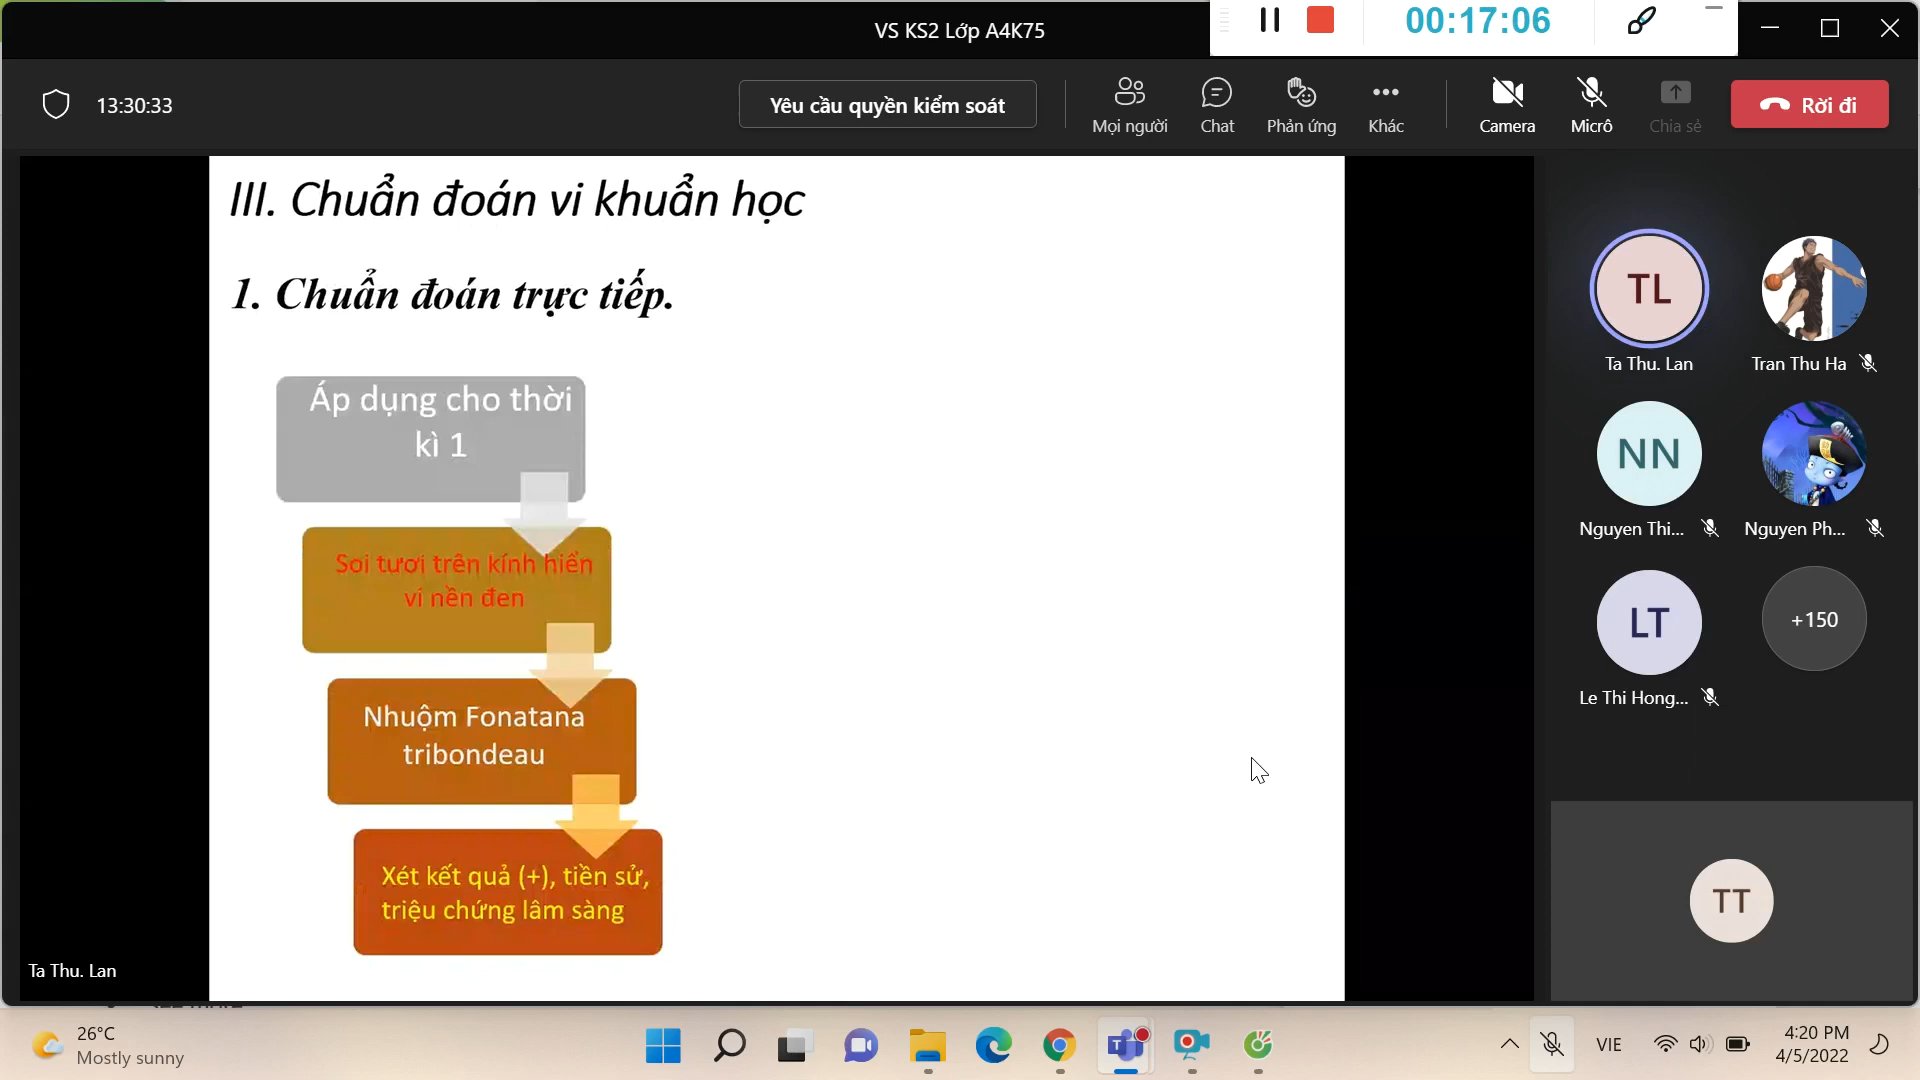 VS KS2 Lớp A4K75
00:17:06
13:30:33
Yêu cầu quyền kiểm soát
Mọi người
Chat
Phản ứng
Khác
Camera
Micrô
Chia sẻ
Rời đi
III. Chuẩn đoán vi khuẩn học
1. Chuẩn đoán trực tiếp.
Áp dụng cho thời
kì 1
Soi tươi trên kính hiển
vi nền đen
Nhuộm Fonatana
tribondeau
Xét kết quả (+), tiền sử,
triệu chứng lâm sàng
Ta Thu. Lan
TL
Ta Thu. Lan
Tran Thu Ha
NN
Nguyen Thi...
Nguyen Ph...
LT
Le Thi Hong...
+150
TT
26°C
Mostly sunny
VIE
4:20 PM
4/5/2022